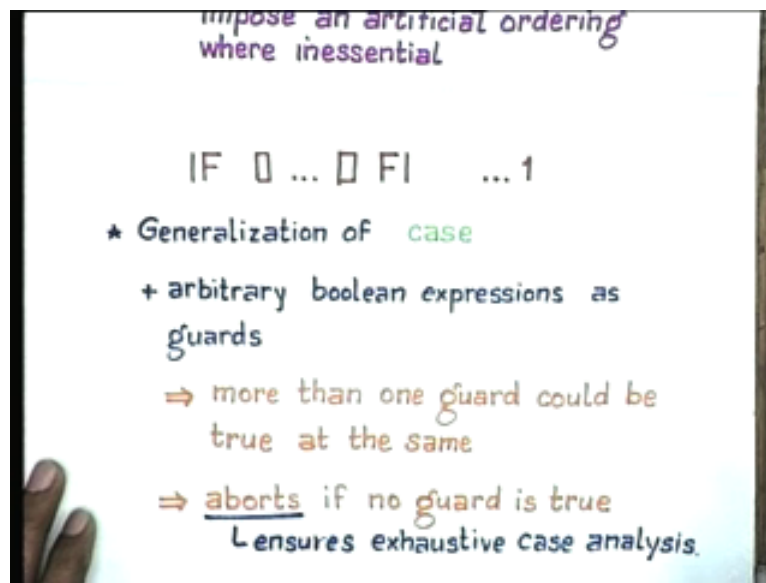 impose an artificial ordering
where inessential
IF ▯ ... ▯ FI ... 1
* Generalization of case
+ arbitrary boolean expressions as
guards
⇒ more than one guard could be
true at the same
⇒ aborts if no guard is true
ensures exhaustive case analysis.